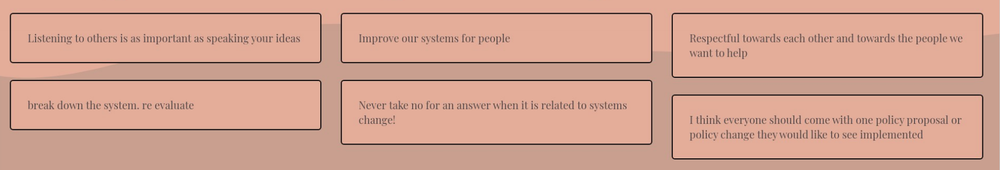 Listening to others is as important as speaking your ideas
Improve our systems for people
Respectful towards each other and towards the people we
want to help
break down the system. re evaluate
Never take no for an answer when it is related to systems
change!
I think everyone should come with one policy proposal or
policy change they would like to see implemented